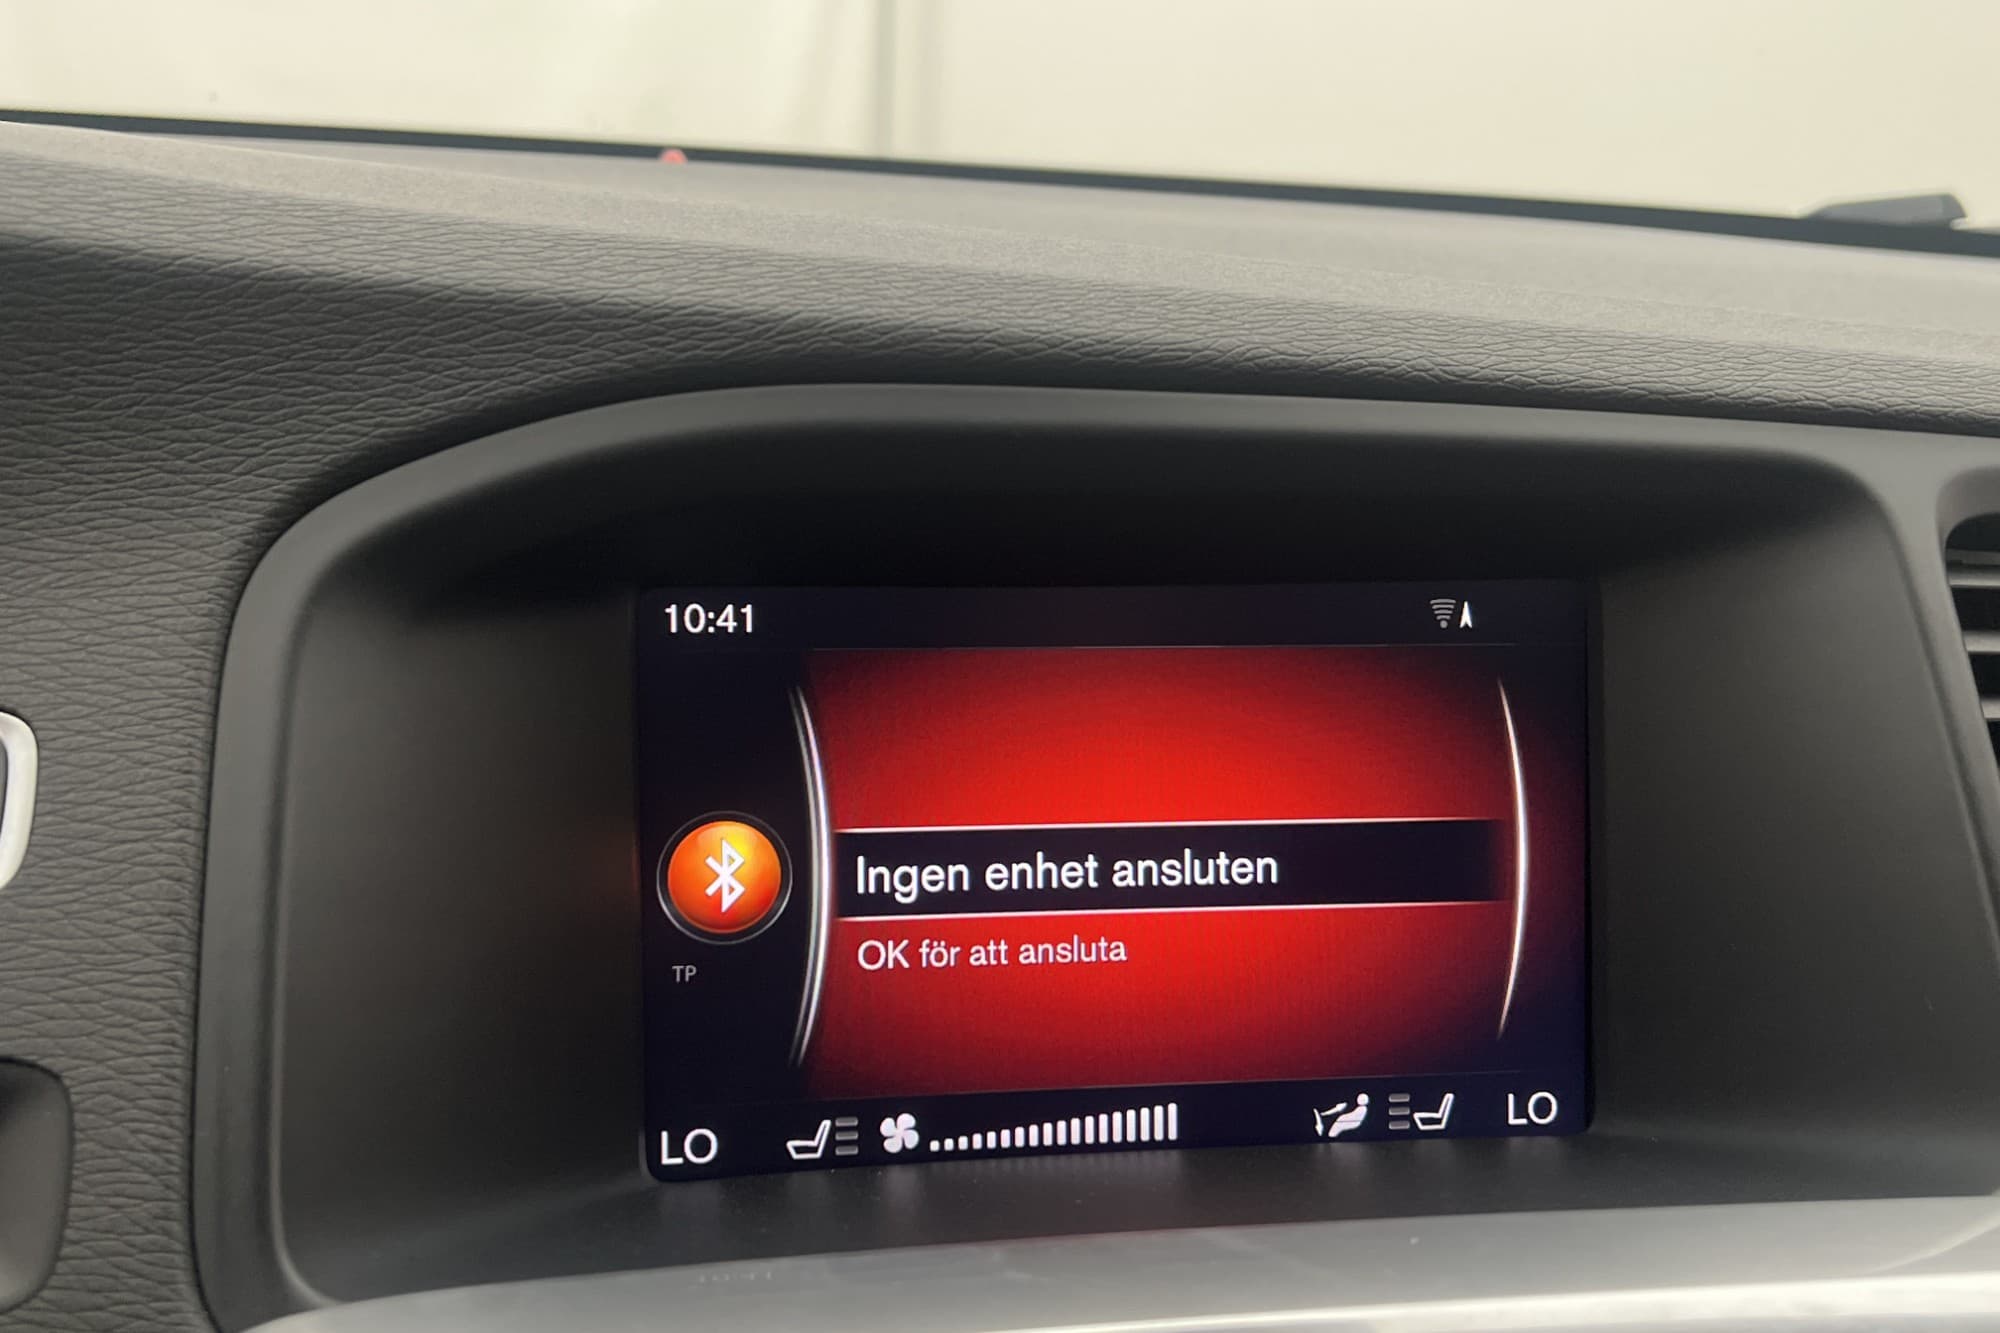 10:41
Ingen enhet ansluten
OK för att ansluta
TP
LO
LO